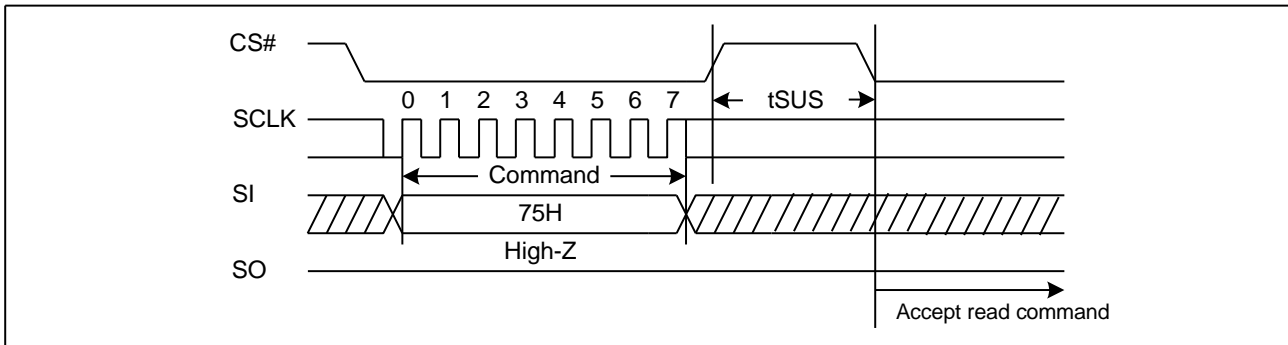 CS#
tSUS
0 1 2 3 4 5 6 7
SCLK
Command
SI
75H
High-Z
SO
Accept read command